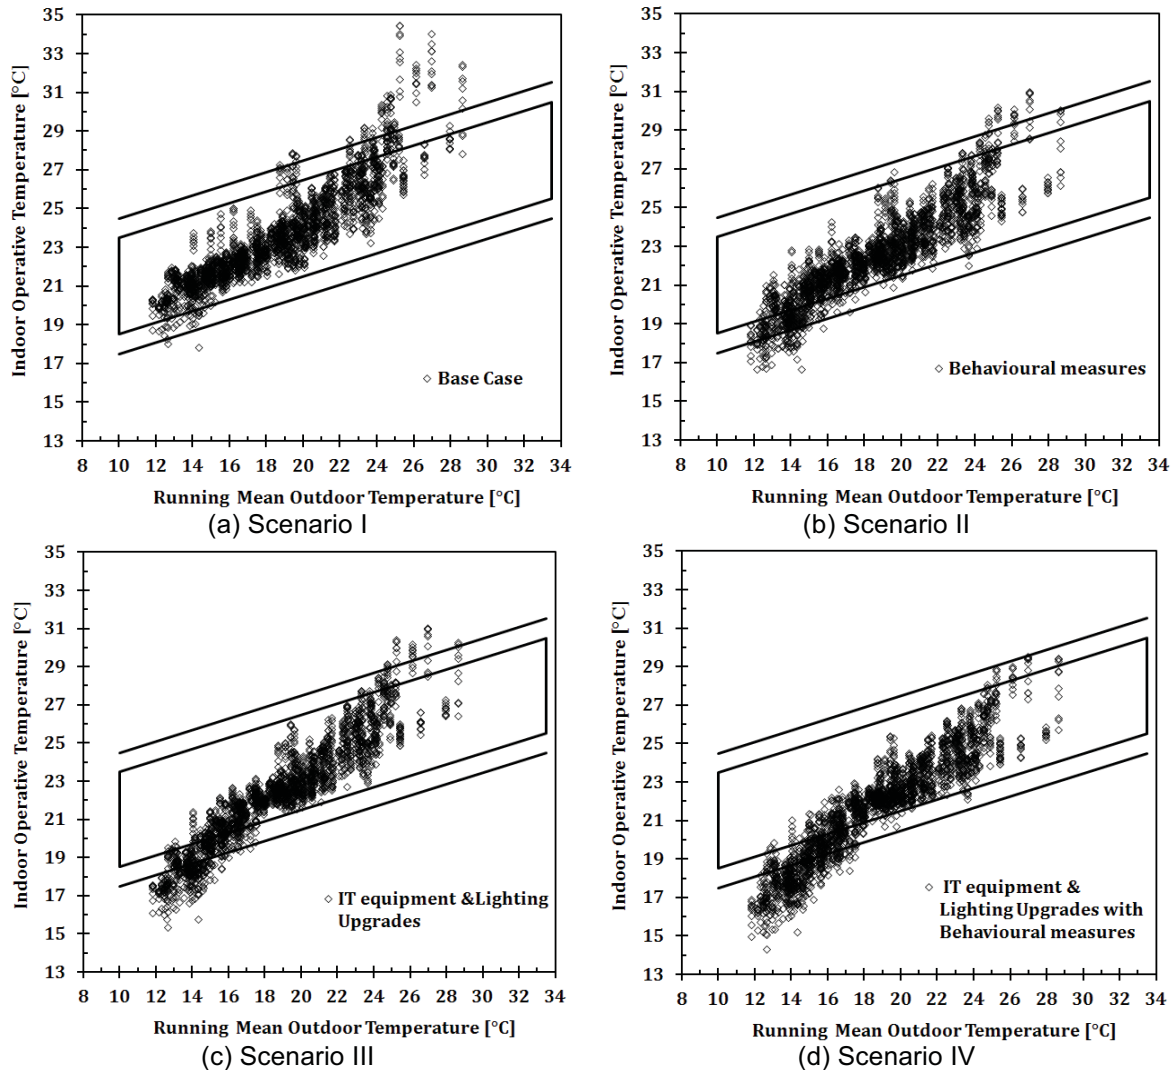 35
33
31
29
27
25
23
21
19
17
15
13
Indoor Operative Temperature [°C]
Base Case
8 10 12 14 16 18 20 22 24 26 28 30 32 34
Running Mean Outdoor Temperature [°C]
(a) Scenario I
35
33
31
29
27
25
23
21
19
17
15
13
Indoor Operative Temperature [°C]
Behavioural measures
8 10 12 14 16 18 20 22 24 26 28 30 32 34
Running Mean Outdoor Temperature [°C]
(b) Scenario II
35
33
31
29
27
25
23
21
19
17
15
13
Indoor Operative Temperature [°C]
IT equipment &Lighting
Upgrades
8 10 12 14 16 18 20 22 24 26 28 30 32 34
Running Mean Outdoor Temperature [°C]
(c) Scenario III
35
33
31
29
27
25
23
21
19
17
15
13
Indoor Operative Temperature [°C]
IT equipment &
Lighting Upgrades with
Behavioural measures
8 10 12 14 16 18 20 22 24 26 28 30 32 34
Running Mean Outdoor Temperature [°C]
(d) Scenario IV